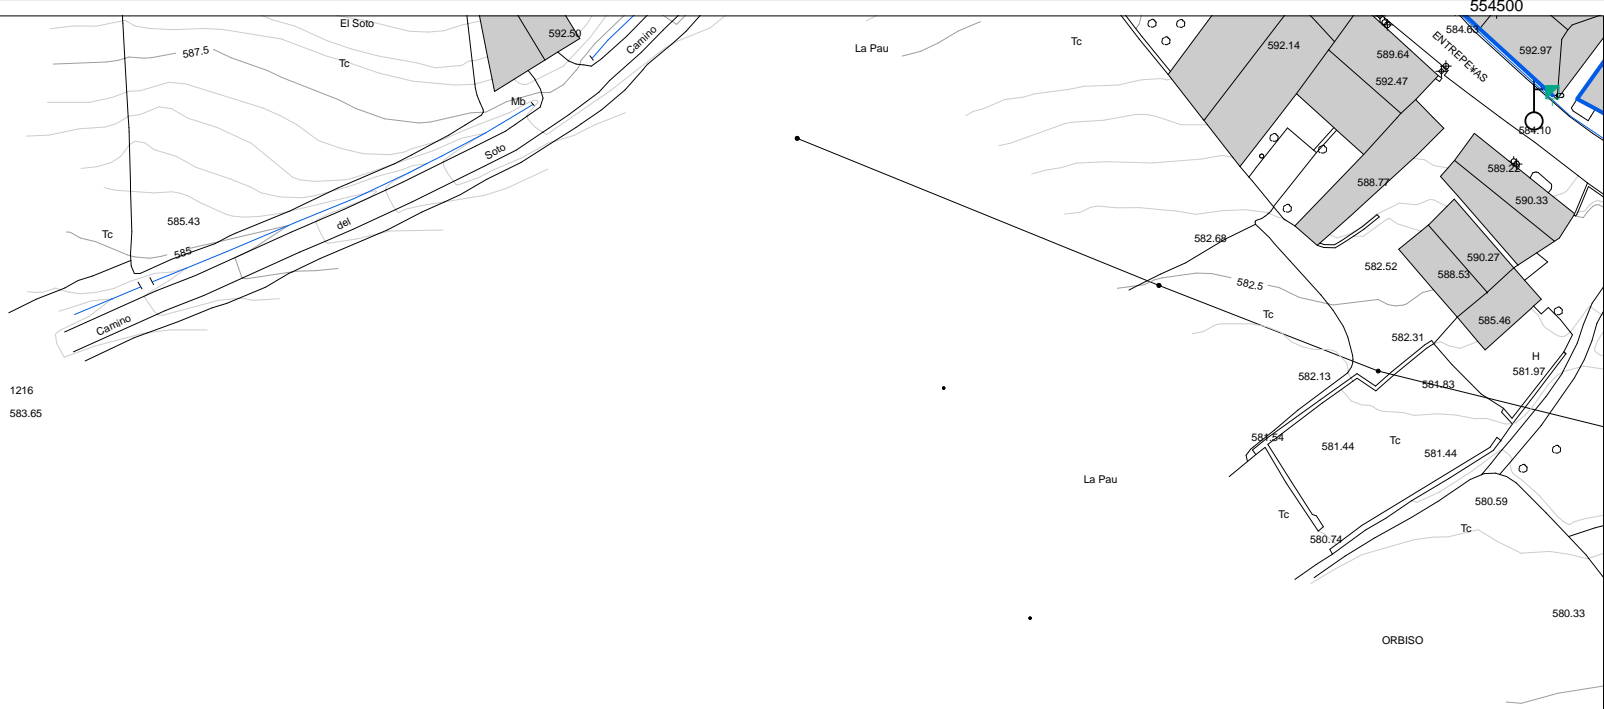 554500
El Soto
592.50
Camino
La Pau
Tc
592.14
589.64
584.63
ENTREPE¥AS
592.97
587.5
Tc
592.47
Mb
584.10
Soto
589.22
588.77
590.33
585.43
del
Tc
585
582.68
582.52
590.27
588.53
582.5
Tc
Camino
585.46
582.31
H
581.97
582.13
581.83
1216
583.65
581.54
581.44
Tc
581.44
La Pau
580.59
Tc
Tc
580.74
580.33
ORBISO